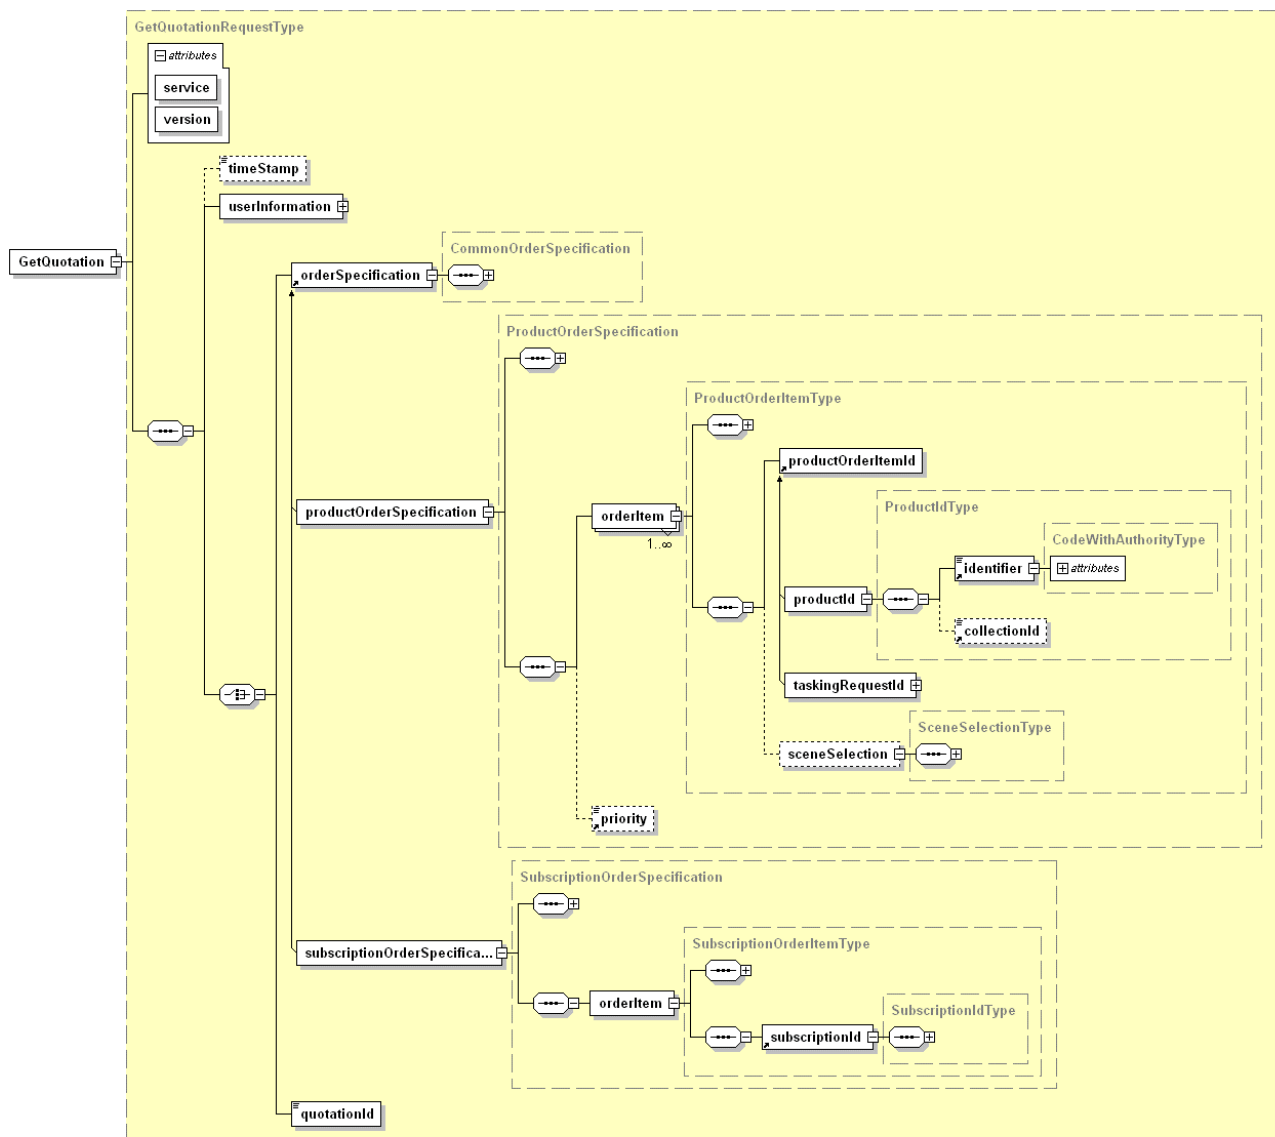 GetQuotationRequestType
attributes
service
version
timeStamp
userInformation
GetQuotation
CommonOrderSpecification
orderSpecification
ProductOrderSpecification
ProductOrderItemType
productOrderItemId
ProductIdType
productOrderSpecification
orderItem
1..∞
CodeWithAuthorityType
identifier
attributes
productId
collectionId
taskingRequestId
SceneSelectionType
sceneSelection
priority
SubscriptionOrderSpecification
SubscriptionOrderItemType
subscriptionOrderSpecifica...
orderItem
SubscriptionIdType
subscriptionId
quotationId